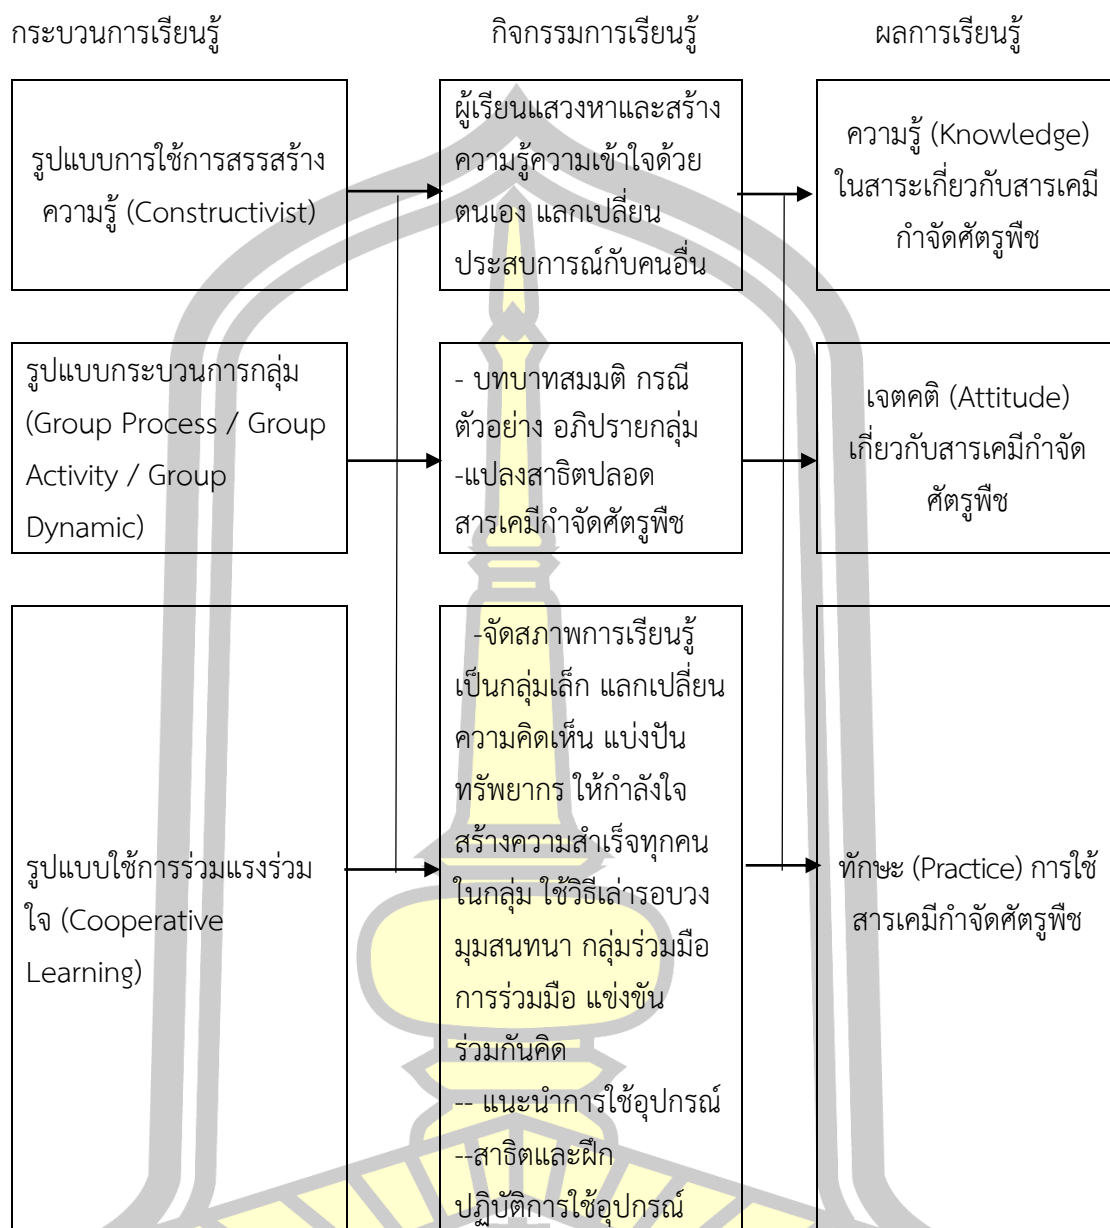 กระบวนการเรียนรู้
กิจกรรมการเรียนรู้
ผลการเรียนรู้
รูปแบบการใช้การสรรสร้าง
ความรู้ (Constructivist)
ผู้เรียนแสวงหาและสร้าง
ความรู้ความเข้าใจด้วย
ตนเอง แลกเปลี่ยน
ประสบการณ์กับคนอื่น
ความรู้ (Knowledge)
ในสาระเกี่ยวกับสารเคมี
กำจัดศัตรูพืช
รูปแบบกระบวนการกลุ่ม
(Group Process / Group
Activity / Group
Dynamic)
- บทบาทสมมติ กรณี
ตัวอย่าง อภิปรายกลุ่ม
-แปลงสาธิตปลอด
สารเคมีกำจัดศัตรูพืช
เจตคติ (Attitude)
เกี่ยวกับสารเคมีกำจัด
ศัตรูพืช
รูปแบบใช้การร่วมแรงร่วม
ใจ (Cooperative
Learning)
-จัดสภาพการเรียนรู้
เป็นกลุ่มเล็ก แลกเปลี่ยน
ความคิดเห็น แบ่งปัน
ทรัพยากร ให้กำลังใจ
สร้างความสำเร็จทุกคน
ในกลุ่ม ใช้วิธีเล่ารอบวง
มุมสนทนา กลุ่มร่วมมือ
การร่วมมือ แข่งขัน
ร่วมกันคิด
-- แนะนำการใช้อุปกรณ์
--สาธิตและฝึก
ปฏิบัติการใช้อุปกรณ์
ทักษะ (Practice) การใช้
สารเคมีกำจัดศัตรูพืช